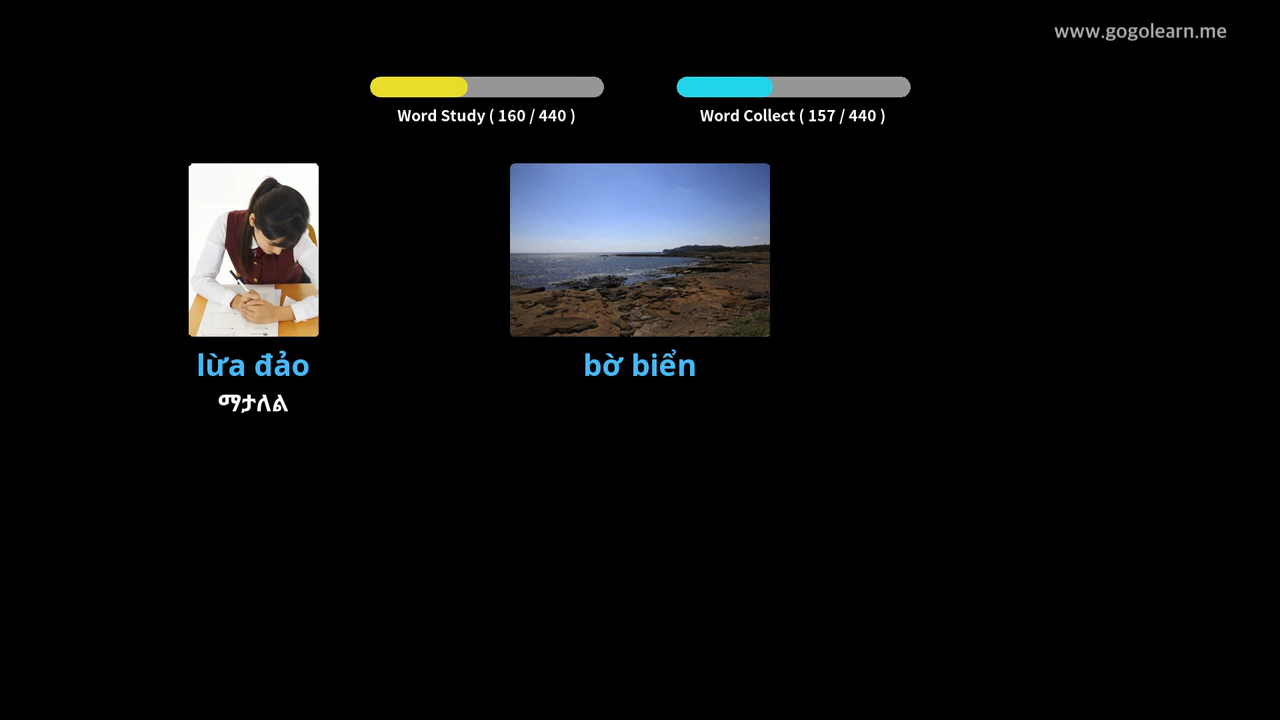 www.gogolearn.me
Word Study ( 160 / 440 )
Word Collect ( 157 / 440 )
lừa đảo
ማታለል
bờ biển